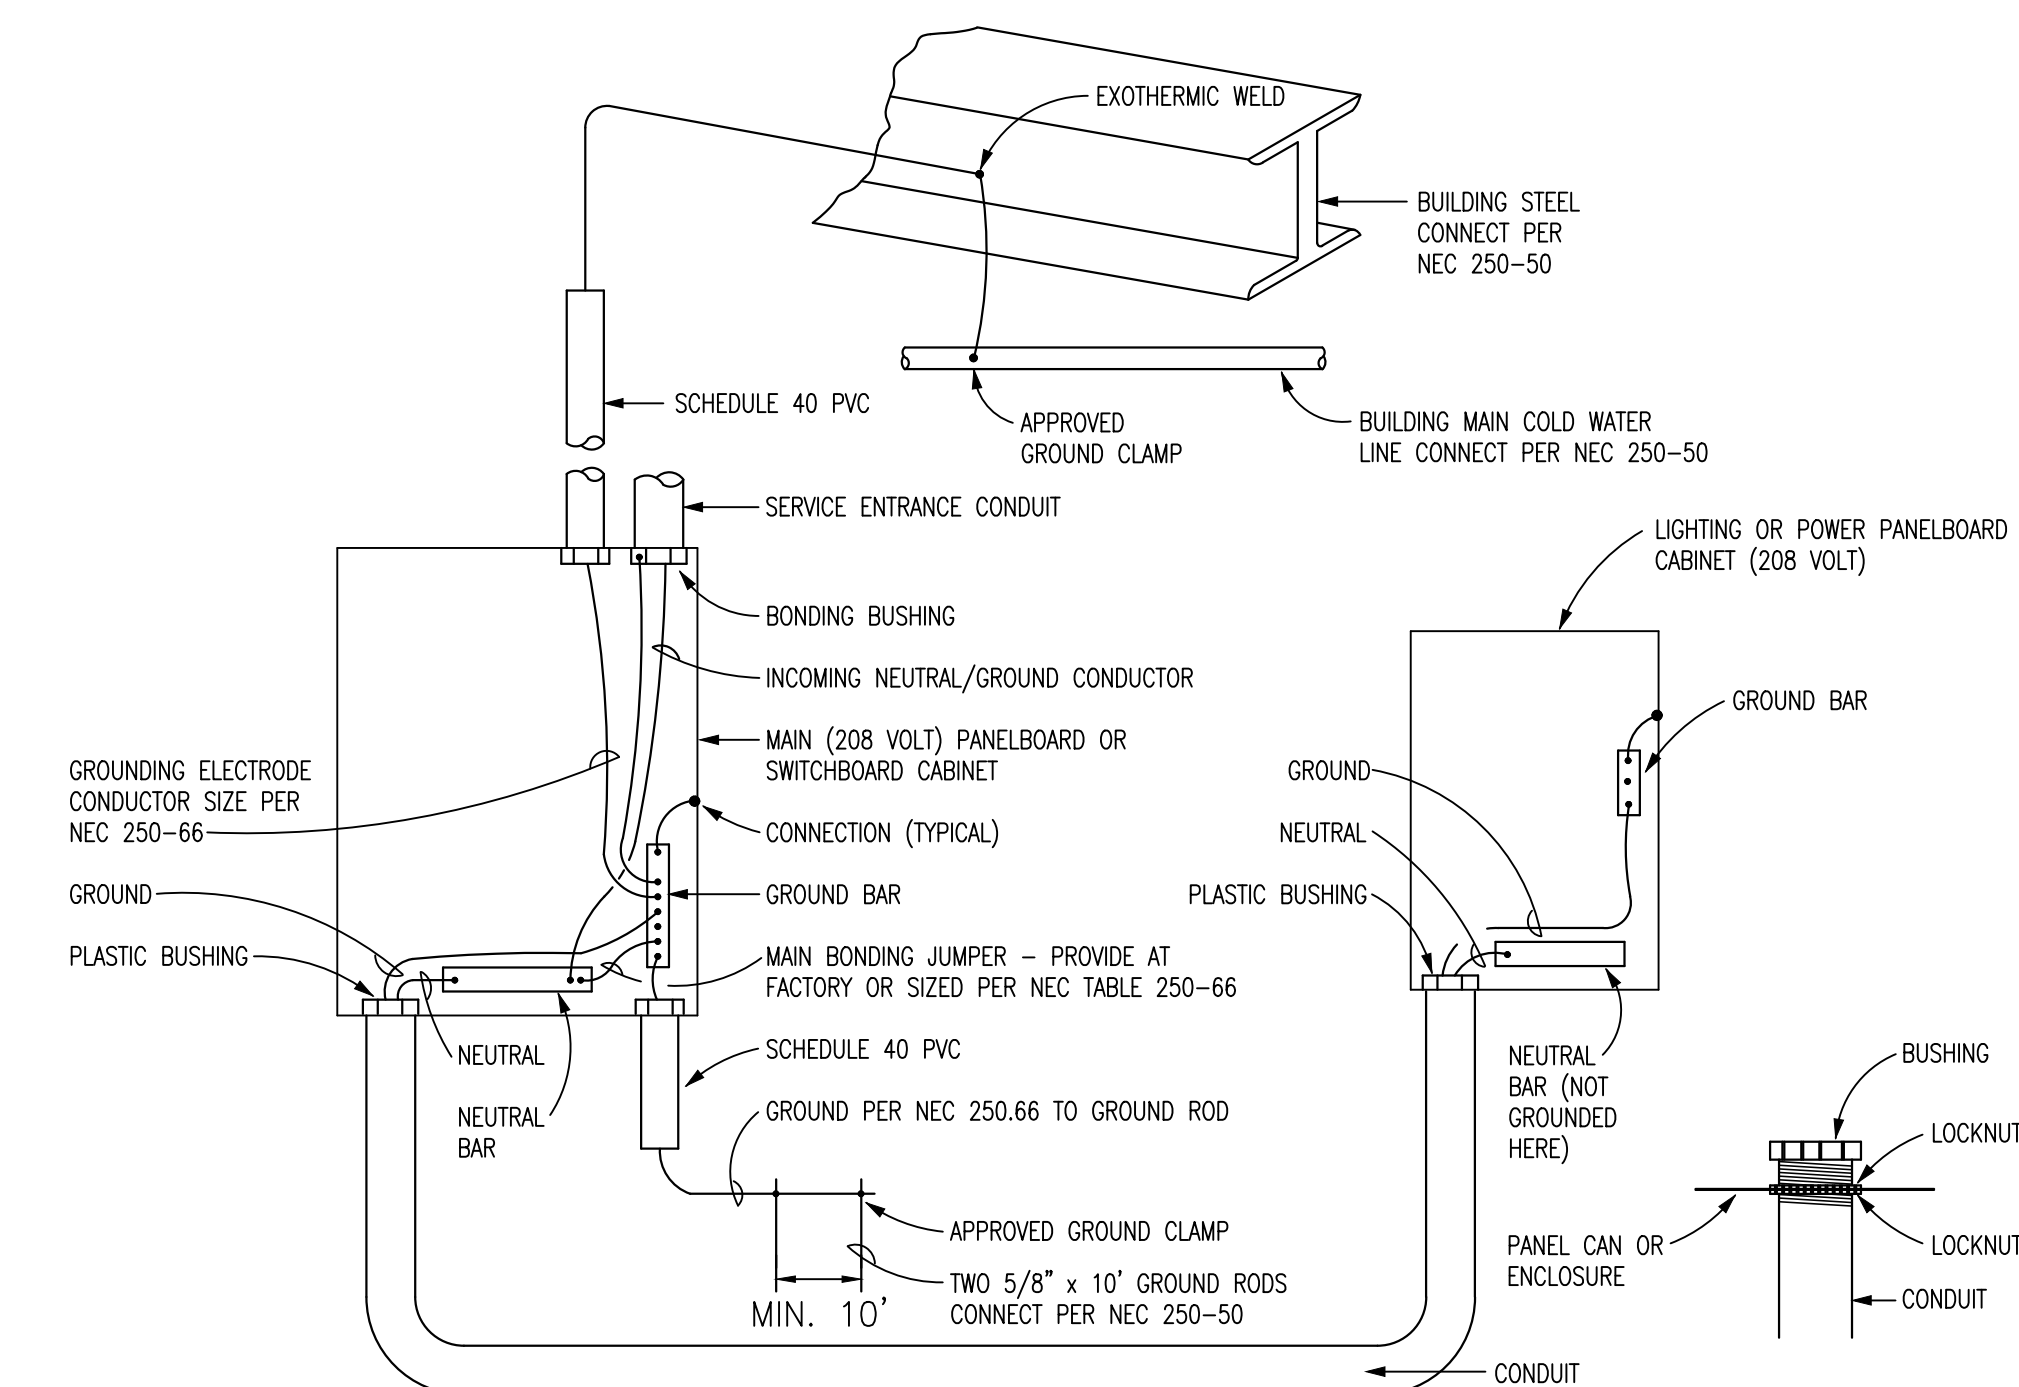 EXOTHERMIC WELD
BUILDING STEEL
CONNECT PER
NEC 250-50
SCHEDULE 40 PVC
APPROVED
GROUND CLAMP
BUILDING MAIN COLD WATER
LINE CONNECT PER NEC 250-50
SERVICE ENTRANCE CONDUIT
LIGHTING OR POWER PANELBOARD
CABINET (208 VOLT)
BONDING BUSHING
INCOMING NEUTRAL/GROUND CONDUCTOR
GROUND BAR
MAIN (208 VOLT) PANELBOARD OR
SWITCHBOARD CABINET
GROUNDING ELECTRODE
CONDUCTOR SIZE PER
NEC 250-66
GROUND
CONNECTION (TYPICAL)
NEUTRAL
GROUND
GROUND BAR
PLASTIC BUSHING
PLASTIC BUSHING
MAIN BONDING JUMPER - PROVIDE AT
FACTORY OR SIZED PER NEC TABLE 250-66
NEUTRAL
SCHEDULE 40 PVC
NEUTRAL
BAR (NOT
GROUNDED
HERE)
BUSHING
NEUTRAL
BAR
GROUND PER NEC 250.66 TO GROUND ROD
LOCKNUT
APPROVED GROUND CLAMP
PANEL CAN OR
ENCLOSURE
LOCKNUT
TWO 5/8" x 10' GROUND RODS
CONNECT PER NEC 250-50
MIN. 10'
CONDUIT
CONDUIT